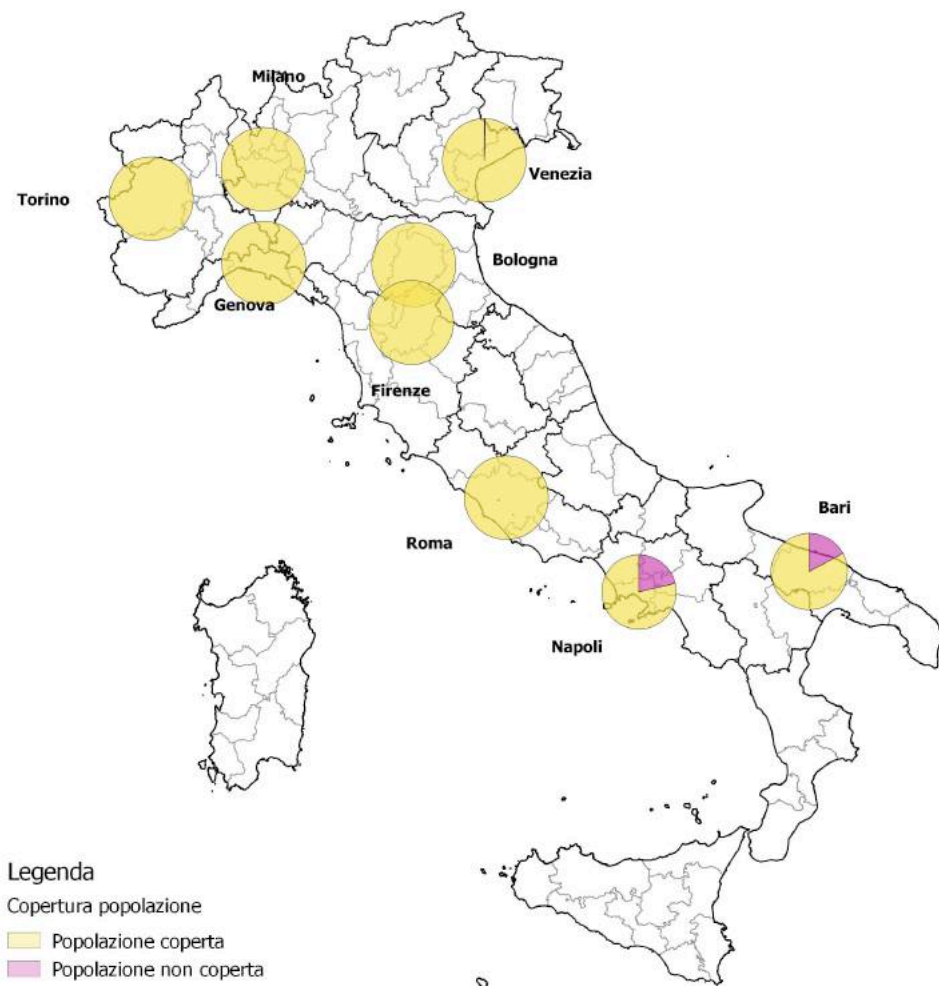 Milano
Venezia
Torino
Bologna
Genova
Firenze
Bari
Roma
Napoli
Legenda
Copertura popolazione
Popolazione coperta
Popolazione non coperta